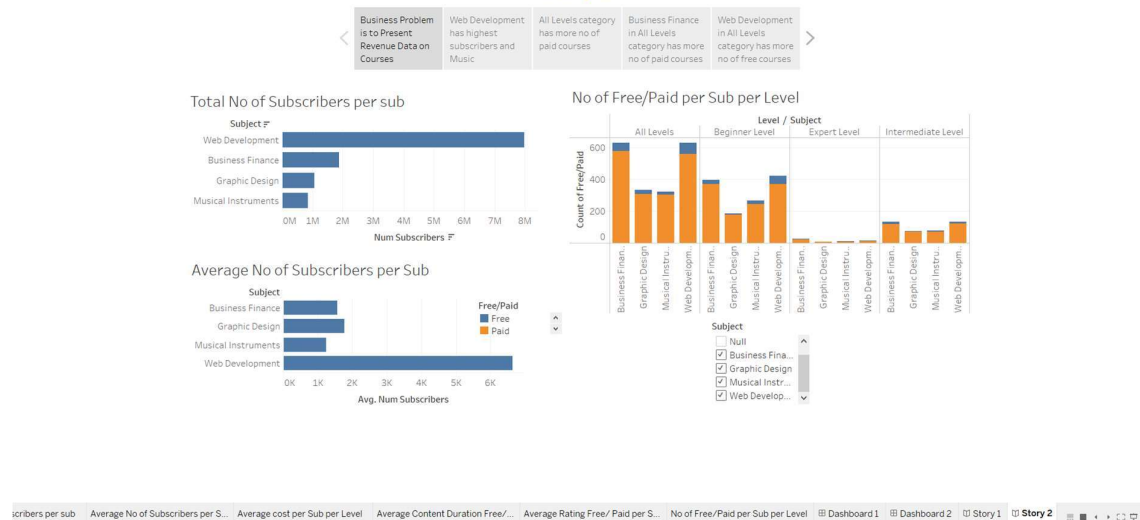 Business Problem
is to Present
Revenue Data on
Courses
Web Development
has highest
subscribers and
Music
All Levels category
has more no of
paid courses
Business Finance
in All Levels
category has more
no of paid courses
Web Development
in All Levels
category has more
no of free courses
Total No of Subscribers per sub
Subject
Web Development
Business Finance
Graphic Design
Musical Instruments
0M 1M 2M 3M 4M 5M 6M 7M 8M
Num Subscribers
Average No of Subscribers per Sub
Subject
Business Finance
Graphic Design
Musical Instruments
Web Development
0K 1K 2K 3K 4K 5K 6K
Avg. Num Subscribers
Free/Paid
Free
Paid
No of Free/Paid per Sub per Level
Level / Subject
All Levels Beginner Level Expert Level Intermediate Level
Count of Free/Paid
600
400
200
0
Business Finan..
Graphic Design
Musical Instru..
Web Developm..
Business Finan..
Graphic Design
Musical Instru..
Web Developm..
Business Finan..
Graphic Design
Musical Instru..
Web Developm..
Business Finan..
Graphic Design
Musical Instru..
Web Developm..
Subject
Null
Business Fina...
Graphic Design
Musical Instr...
Web Develop...
scribers per sub Average No of Subscribers per S... Average cost per Sub per Level Average Content Duration Free/... Average Rating Free/ Paid per S... No of Free/Paid per Sub per Level Dashboard 1 Dashboard 2 Story 1 Story 2